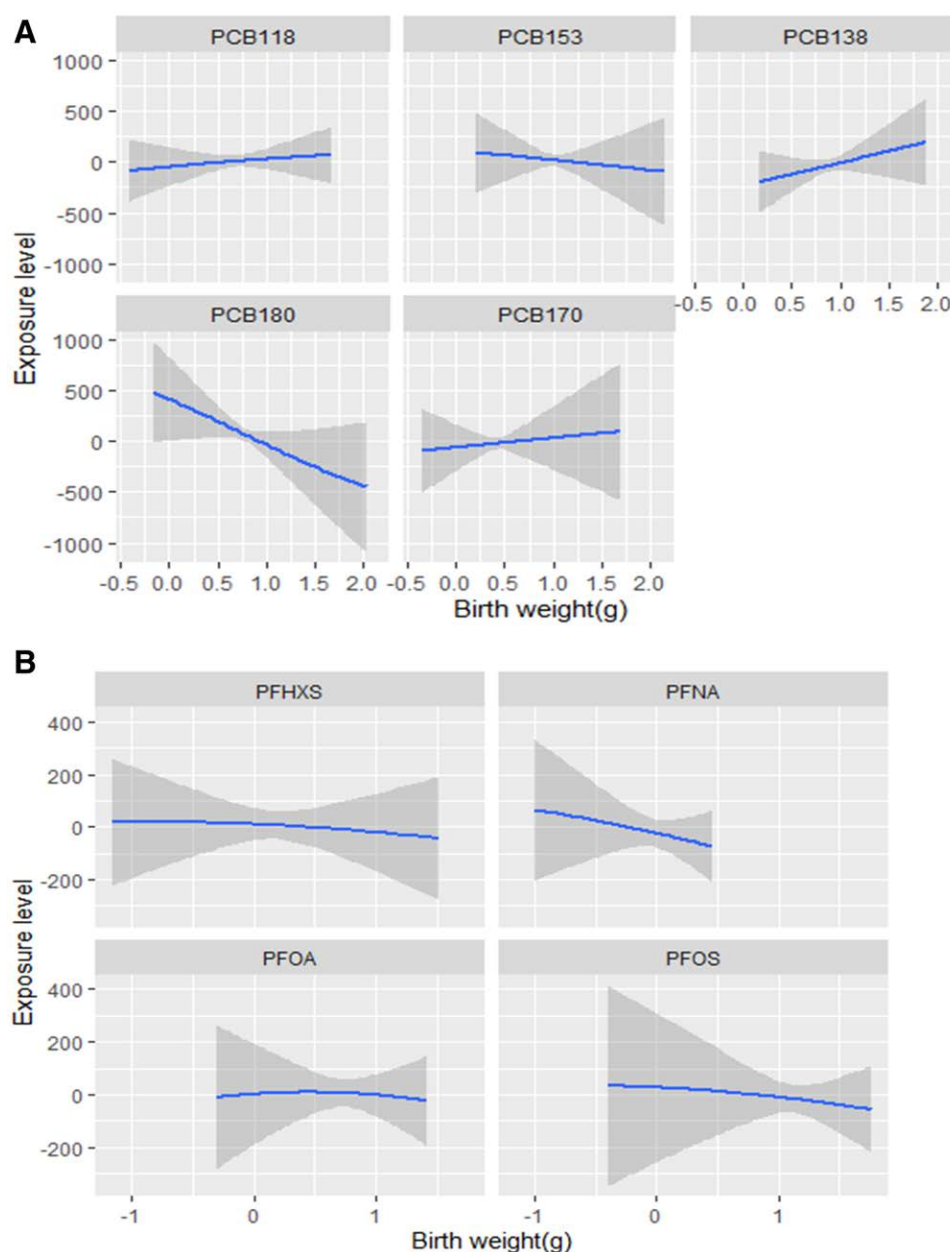 A
PCB118 PCB153 PCB138
1000
500
0
-500
-1000
-0.5 0.0 0.5 1.0 1.5 2.0
PCB180 PCB170
1000
500
0
-500
-1000
-0.5 0.0 0.5 1.0 1.5 2.0 -0.5 0.0 0.5 1.0 1.5 2.0
Exposure level
Birth weight(g)
B
PFHXS PFNA
400
200
0
-200
PFOA PFOS
400
200
0
-200
-1 0 1 -1 0 1
Exposure level
Birth weight(g)